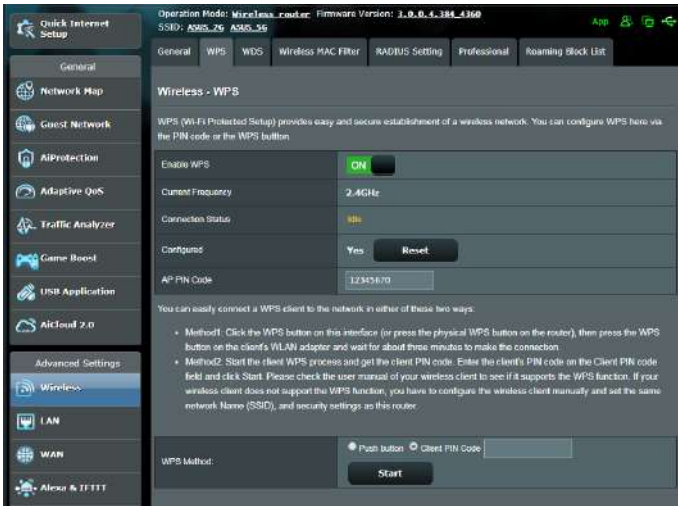 Quick Internet
Setup
Operation Mode: Wireless router Firmware Version: 3.0.0.4.384_4360
SSID: ASUS_2G ASUS_5G
App
General WPS WDS Wireless MAC Filter RADIUS Setting Professional Roaming Block List
General
Network Map
Guest Network
AiProtection
Adaptive QoS
Traffic Analyzer
Game Boost
USB Application
AiCloud 2.0
Advanced Settings
Wireless
LAN
WAN
Alexa & IFTTT
Wireless - WPS
WPS (Wi-Fi Protected Setup) provides easy and secure establishment of a wireless network. You can configure WPS here via
the PIN code or the WPS buttton.
Enable WPS ON
Current Frequency 2.4GHz
Connection Status Idle
Configured Yes Reset
AP PIN Code 12345670
You can easily connect a WPS client to the network in either of these two ways:
• Method1: Click the WPS button on this interface (or press the physical WPS button on the router), then press the WPS
button on the client's WLAN adapter and wait for about three minutes to make the connection.
• Method2: Start the client WPS process and get the client PIN code. Enter the client's PIN code on the Client PIN code
field and click Start. Please check the user manual of your wireless client to see if it supports the WPS function. If your
wireless client does not support the WPS function, you have to configure the wireless client manually and set the same
network Name (SSID), and security settings as this router.
WPS Method: Push button Client PIN Code
Start